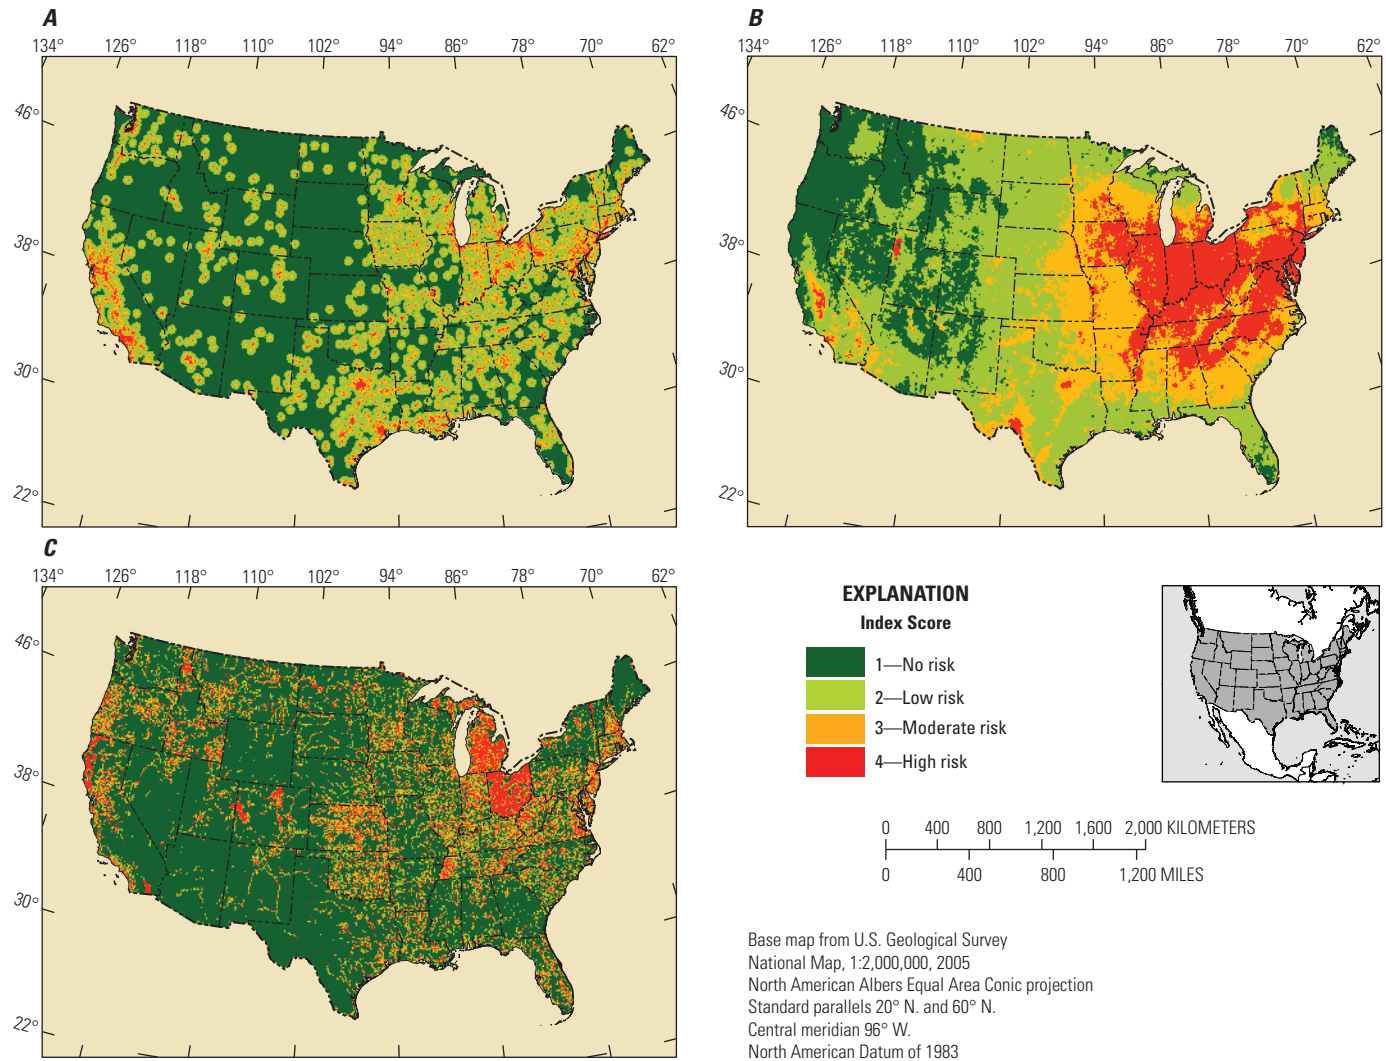 A
134° 126° 118° 110° 102° 94° 86° 78° 70° 62°
46°
38°
30°
22°
B
134° 126° 118° 110° 102° 94° 86° 78° 70° 62°
46°
38°
30°
22°
C
134° 126° 118° 110° 102° 94° 86° 78° 70° 62°
46°
38°
30°
22°
EXPLANATION
Index Score
1—No risk
2—Low risk
3—Moderate risk
4—High risk
0 400 800 1,200 1,600 2,000 KILOMETERS
0 400 800 1,200 MILES
Base map from U.S. Geological Survey
National Map, 1:2,000,000, 2005
North American Albers Equal Area Conic projection
Standard parallels 20° N. and 60° N.
Central meridian 96° W.
North American Datum of 1983